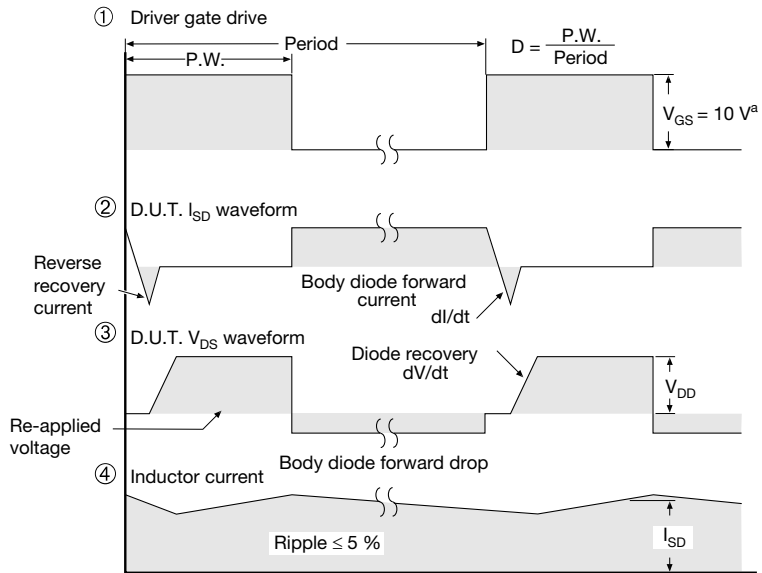 ① Driver gate drive
Period
P.W.
D = P.W. / Period
V_GS = 10 V^a
② D.U.T. I_SD waveform
Reverse
recovery
current
Body diode forward
current
dI/dt
③ D.U.T. V_DS waveform
Diode recovery
dV/dt
V_DD
Re-applied
voltage
Body diode forward drop
④ Inductor current
Ripple ≤ 5 %
I_SD